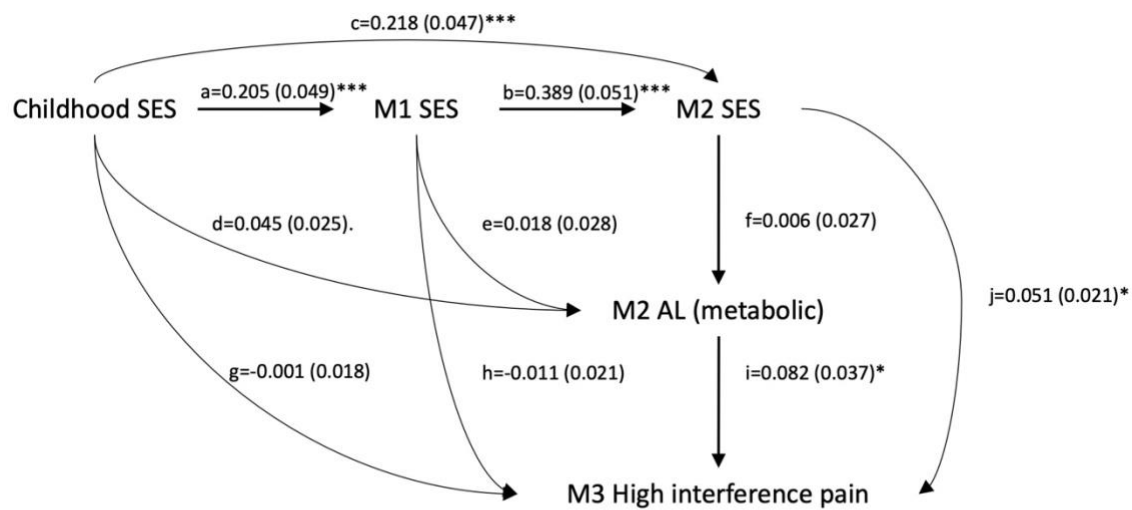 c=0.218 (0.047)***
a=0.205 (0.049)***
b=0.389 (0.051)***
Childhood SES
M1 SES
M2 SES
d=0.045 (0.025).
e=0.018 (0.028)
f=0.006 (0.027)
j=0.051 (0.021)*
M2 AL (metabolic)
g=-0.001 (0.018)
h=-0.011 (0.021)
i=0.082 (0.037)*
M3 High interference pain